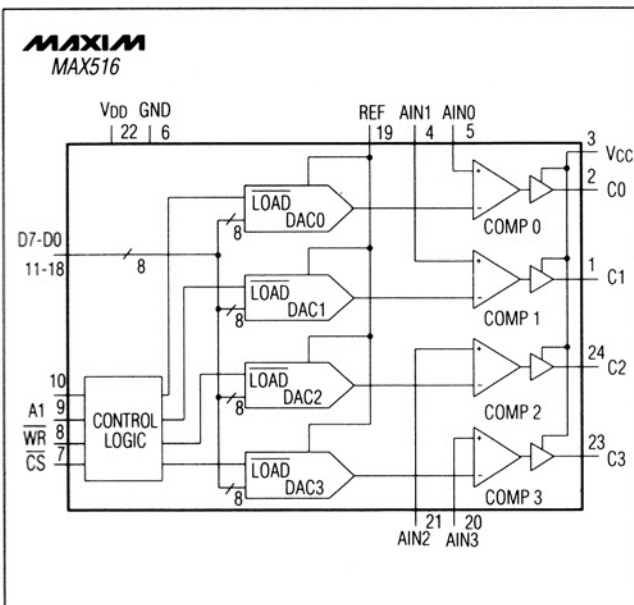 MAXIM
MAX516
VDD GND REF AIN1 AIN0
22 6 19 4 5
3 VCC
2 C0
LOAD
DAC0
8
+
-
COMP 0
D7-D0
11-18
8
1 C1
LOAD
DAC1
8
+
-
COMP 1
24 C2
LOAD
DAC2
8
+
-
COMP 2
10
A1 9
WR 8
CS 7
CONTROL
LOGIC
23 C3
LOAD
DAC3
8
+
-
COMP 3
21 20
AIN2 AIN3